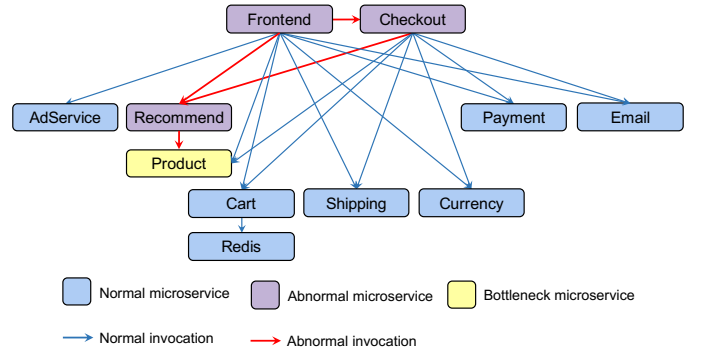 Frontend
Checkout
AdService
Recommend
Payment
Email
Product
Cart
Shipping
Currency
Redis
Normal microservice
Abnormal microservice
Bottleneck microservice
Normal invocation
Abnormal invocation